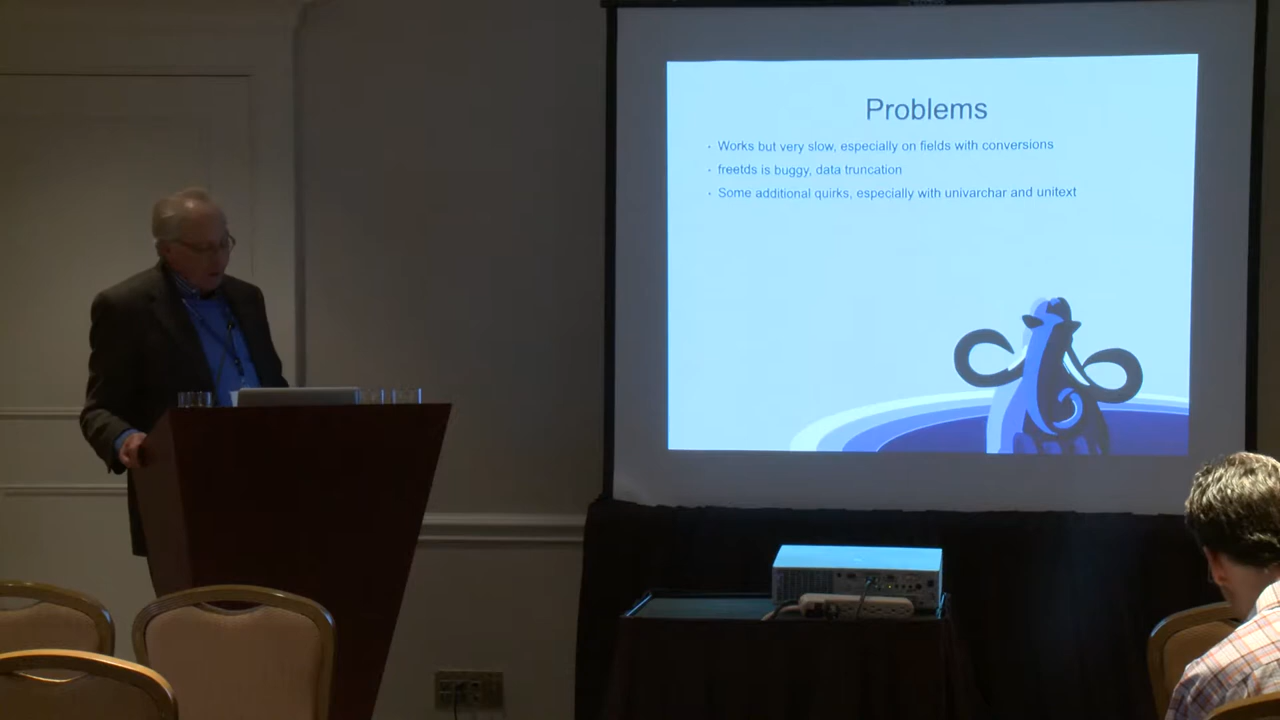 Problems
· Works but very slow, especially on fields with conversions
· freetds is buggy, data truncation
· Some additional quirks, especially with univarchar and unitext